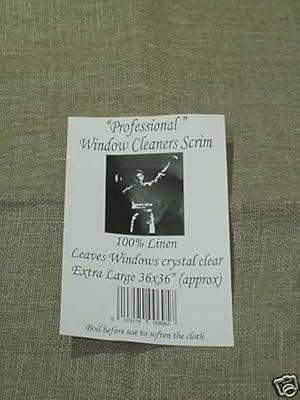 "Professional"
Window Cleaners Scrim
100% Linen
Leaves Windows crystal clear
Extra Large 36x36" (approx)
Boil before use to soften the cloth